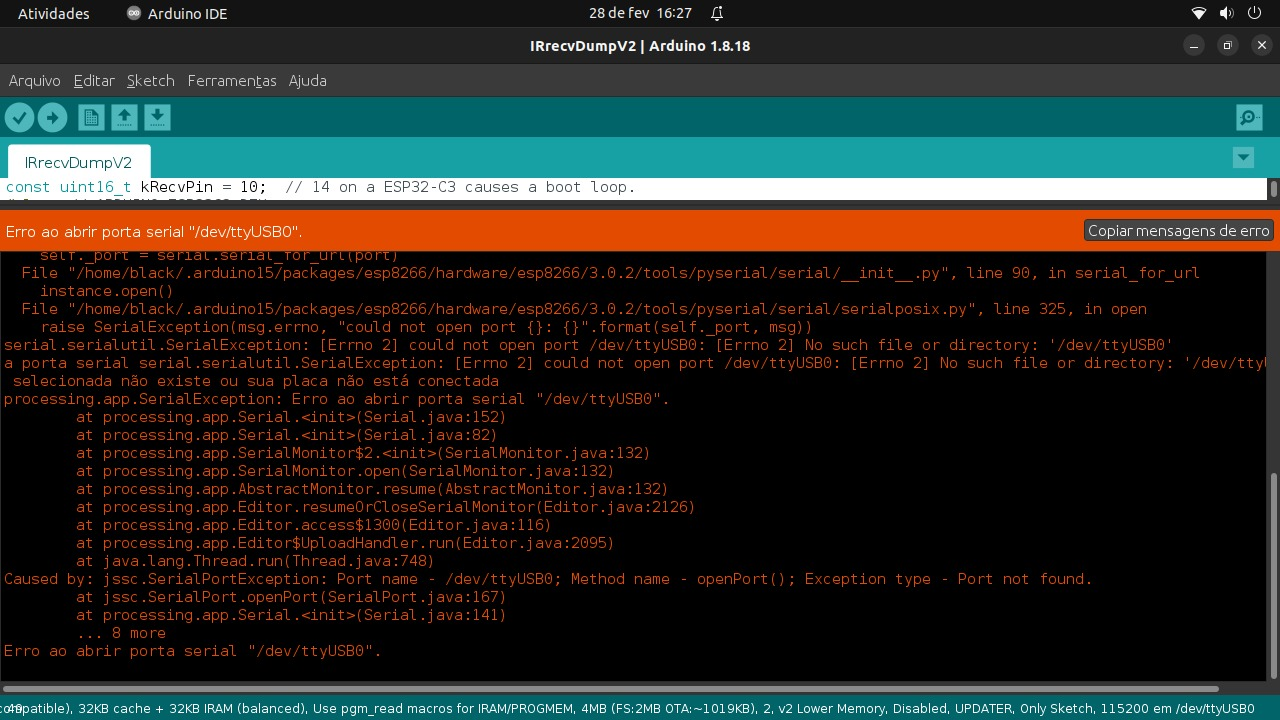 Atividades
Arduino IDE
28 de fev 16:27
IRrecvDumpV2 | Arduino 1.8.18
Arquivo Editar Sketch Ferramentas Ajuda
IRrecvDumpV2
const uint16_t kRecvPin = 10;  // 14 on a ESP32-C3 causes a boot loop.
Erro ao abrir porta serial "/dev/ttyUSB0".
Copiar mensagens de erro
self._port = serial.serial_for_url(port)
File "/home/black/.arduino15/packages/esp8266/hardware/esp8266/3.0.2/tools/pyserial/serial/__init__.py", line 90, in serial_for_url
instance.open()
File "/home/black/.arduino15/packages/esp8266/hardware/esp8266/3.0.2/tools/pyserial/serial/serialposix.py", line 325, in open
raise SerialException(msg.errno, "could not open port {}: {}".format(self._port, msg))
serial.serialutil.SerialException: [Errno 2] could not open port /dev/ttyUSB0: [Errno 2] No such file or directory: '/dev/ttyUSB0'
a porta serial serial.serialutil.SerialException: [Errno 2] could not open port /dev/ttyUSB0: [Errno 2] No such file or directory: '/dev/ttyU
selecionada não existe ou sua placa não está conectada
processing.app.SerialException: Erro ao abrir porta serial "/dev/ttyUSB0".
at processing.app.Serial.<init>(Serial.java:152)
at processing.app.Serial.<init>(Serial.java:82)
at processing.app.SerialMonitor$2.<init>(SerialMonitor.java:132)
at processing.app.SerialMonitor.open(SerialMonitor.java:132)
at processing.app.AbstractMonitor.resume(AbstractMonitor.java:132)
at processing.app.Editor.resumeOrCloseSerialMonitor(Editor.java:2126)
at processing.app.Editor.access$1300(Editor.java:116)
at processing.app.Editor$UploadHandler.run(Editor.java:2095)
at java.lang.Thread.run(Thread.java:748)
Caused by: jssc.SerialPortException: Port name - /dev/ttyUSB0; Method name - openPort(); Exception type - Port not found.
at jssc.SerialPort.openPort(SerialPort.java:167)
at processing.app.Serial.<init>(Serial.java:141)
... 8 more
Erro ao abrir porta serial "/dev/ttyUSB0".
compatible), 32KB cache + 32KB IRAM (balanced), Use pgm_read macros for IRAM/PROGMEM, 4MB (FS:2MB OTA:~1019KB), 2, v2 Lower Memory, Disabled, UPDATER, Only Sketch, 115200 em /dev/ttyUSB0